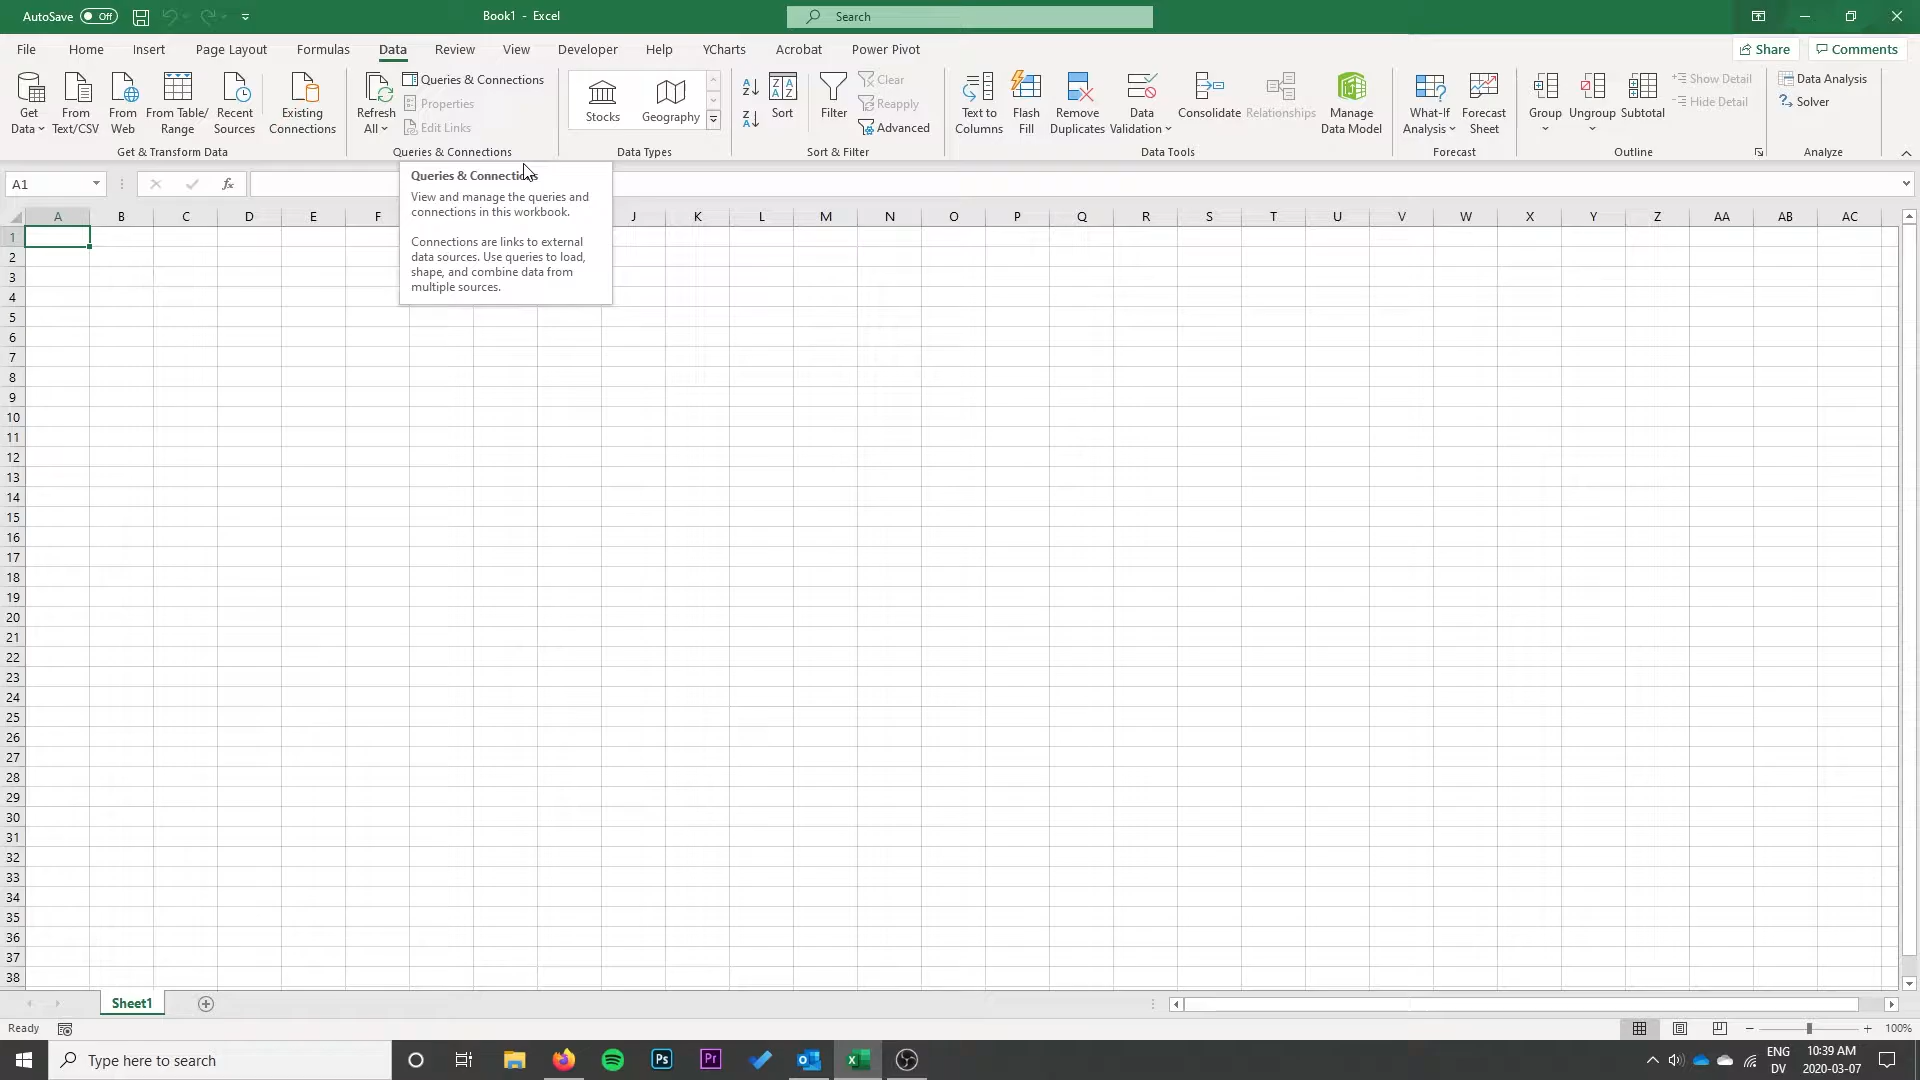 AutoSave Off
Book1 - Excel
Search
File Home Insert Page Layout Formulas Data Review View Developer Help YCharts Acrobat Power Pivot
Share Comments
Get Data
From Text/CSV
From Web
From Table/ Range
Recent Sources
Existing Connections
Get & Transform Data
Refresh All
Queries & Connections
Properties
Edit Links
Queries & Connections
Stocks
Geography
Data Types
Sort
Filter
Clear
Reapply
Advanced
Sort & Filter
Text to Columns
Flash Fill
Remove Duplicates
Data Validation
Consolidate
Relationships
Manage Data Model
Data Tools
What-If Analysis
Forecast Sheet
Forecast
Group
Ungroup
Subtotal
Show Detail
Hide Detail
Outline
Data Analysis
Solver
Analyze
A1
fx
Queries & Connections
View and manage the queries and
connections in this workbook.
Connections are links to external
data sources. Use queries to load,
shape, and combine data from
multiple sources.
A B C D E F J K L M N O P Q R S T U V W X Y Z AA AB AC
1
2
3
4
5
6
7
8
9
10
11
12
13
14
15
16
17
18
19
20
21
22
23
24
25
26
27
28
29
30
31
32
33
34
35
36
37
38
Sheet1
Ready
100%
Type here to search
Ps
Pr
ENG
DV
10:39 AM
2020-03-07